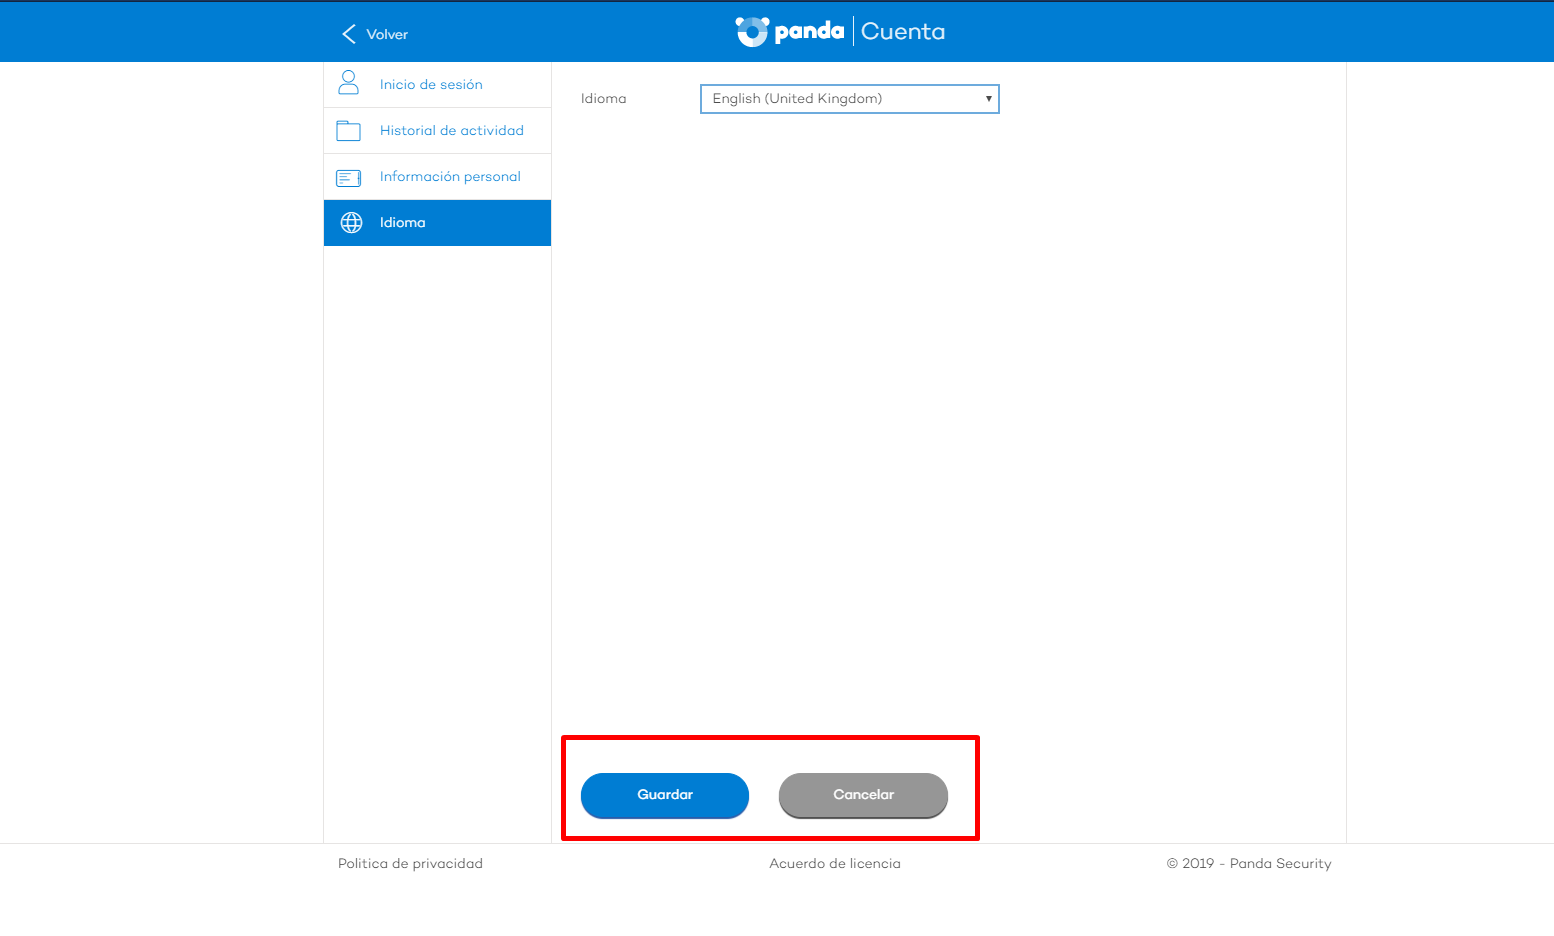 Volver
panda | Cuenta
Inicio de sesión
Historial de actividad
Información personal
Idioma
Idioma English (United Kingdom)
Guardar Cancelar
Politica de privacidad Acuerdo de licencia © 2019 - Panda Security